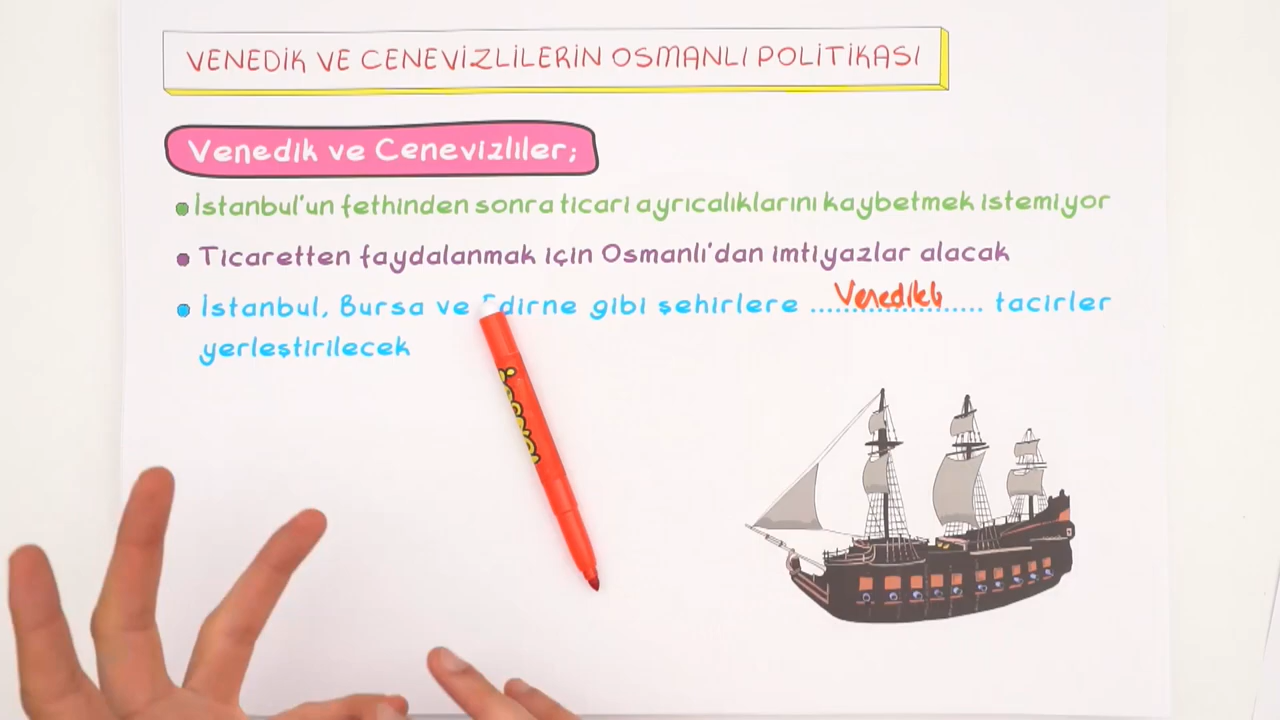 VENEDİK VE CENEVİZLİLERİN OSMANLI POLİTİKASI
Venedik ve Cenevizliler;
İstanbul'un fethinden sonra ticari ayrıcalıklarını kaybetmek istemiyor
Ticaretten faydalanmak için Osmanlı'dan imtiyazlar alacak
İstanbul, Bursa ve Edirne gibi şehirlere ...Venedikli... tacirler
yerleştirilecek